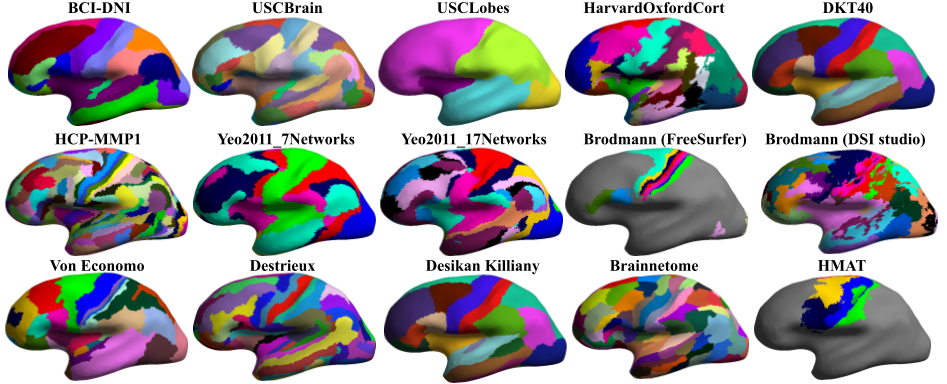 BCI-DNI USCBrain USCLobes HarvardOxfordCort DKT40
HCP-MMP1 Yeo2011_7Networks Yeo2011_17Networks Brodmann (FreeSurfer) Brodmann (DSI studio)
Von Economo Destrieux Desikan Killiany Brainnetome HMAT